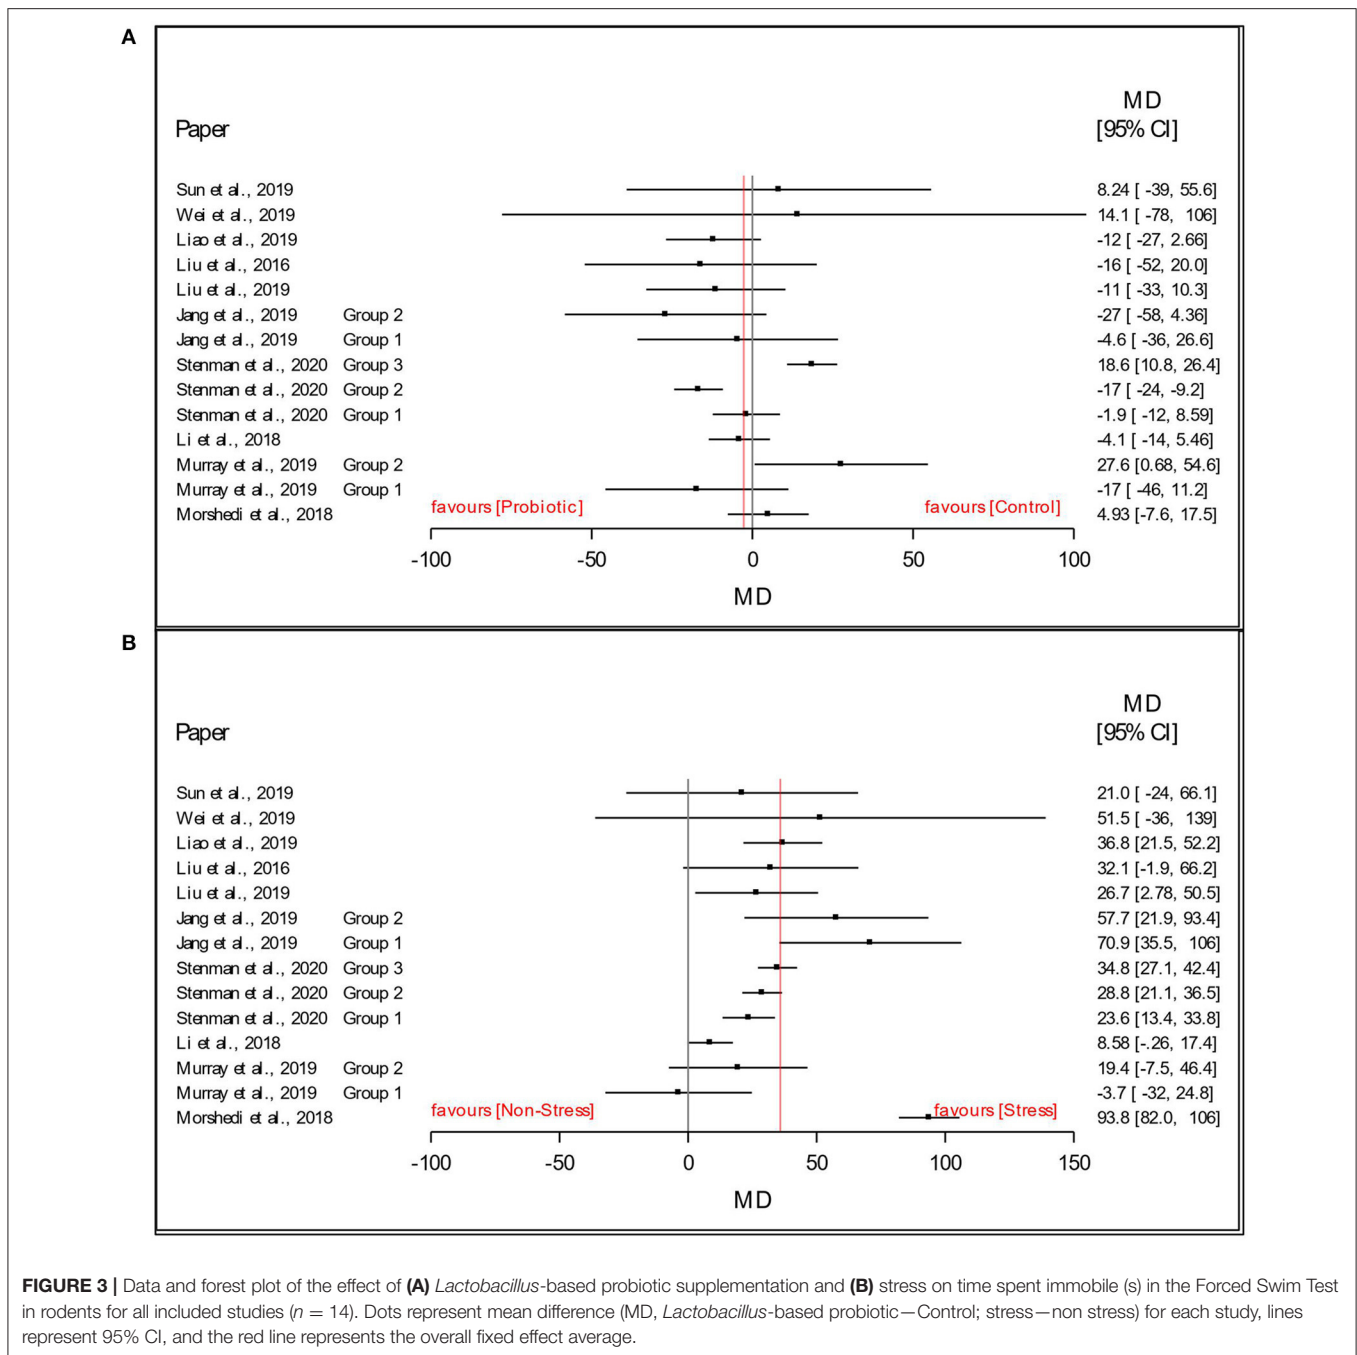 A
Paper
MD
[95% CI]
Sun et al., 2019 8.24 [ -39, 55.6]
Wei et al., 2019 14.1 [ -78, 106]
Liao et al., 2019 -12 [ -27, 2.66]
Liu et al., 2016 -16 [ -52, 20.0]
Liu et al., 2019 -11 [ -33, 10.3]
Jang et al., 2019 Group 2 -27 [ -58, 4.36]
Jang et al., 2019 Group 1 -4.6 [ -36, 26.6]
Stenman et al., 2020 Group 3 18.6 [10.8, 26.4]
Stenman et al., 2020 Group 2 -17 [ -24, -9.2]
Stenman et al., 2020 Group 1 -1.9 [ -12, 8.59]
Li et al., 2018 -4.1 [ -14, 5.46]
Murray et al., 2019 Group 2 27.6 [0.68, 54.6]
Murray et al., 2019 Group 1 -17 [ -46, 11.2]
favours [Probiotic] favours [Control]
Morshedi et al., 2018 4.93 [-7.6, 17.5]
-100 -50 0 50 100
MD
B
Paper
MD
[95% CI]
Sun et al., 2019 21.0 [ -24, 66.1]
Wei et al., 2019 51.5 [ -36, 139]
Liao et al., 2019 36.8 [21.5, 52.2]
Liu et al., 2016 32.1 [-1.9, 66.2]
Liu et al., 2019 26.7 [2.78, 50.5]
Jang et al., 2019 Group 2 57.7 [21.9, 93.4]
Jang et al., 2019 Group 1 70.9 [35.5, 106]
Stenman et al., 2020 Group 3 34.8 [27.1, 42.4]
Stenman et al., 2020 Group 2 28.8 [21.1, 36.5]
Stenman et al., 2020 Group 1 23.6 [13.4, 33.8]
Li et al., 2018 8.58 [-.26, 17.4]
Murray et al., 2019 Group 2 19.4 [-7.5, 46.4]
Murray et al., 2019 Group 1 -3.7 [ -32, 24.8]
favours [Non-Stress] favours [Stress]
Morshedi et al., 2018 93.8 [82.0, 106]
-100 -50 0 50 100 150
MD
FIGURE 3 | Data and forest plot of the effect of (A) Lactobacillus-based probiotic supplementation and (B) stress on time spent immobile (s) in the Forced Swim Test
in rodents for all included studies (n = 14). Dots represent mean difference (MD, Lactobacillus-based probiotic—Control; stress—non stress) for each study, lines
represent 95% CI, and the red line represents the overall fixed effect average.